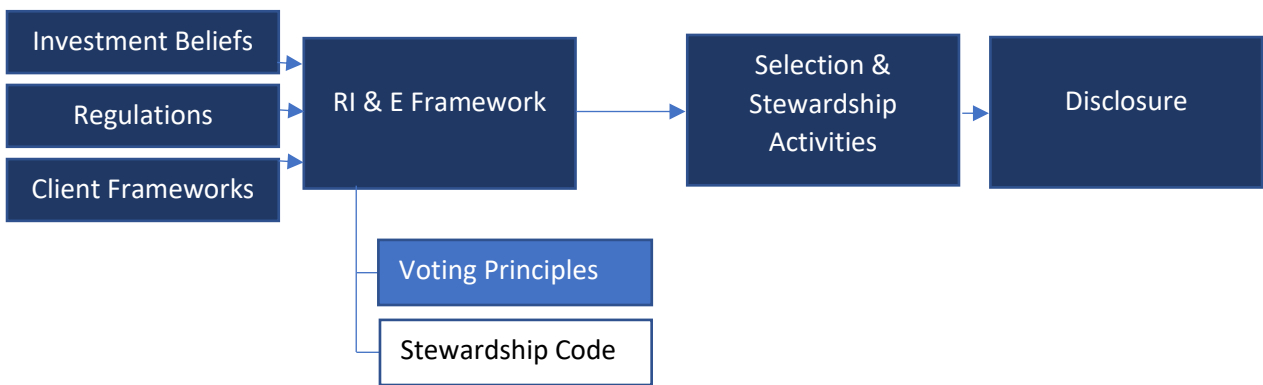 Investment Beliefs
Regulations
Client Frameworks
RI & E Framework
Selection &
Stewardship
Activities
Disclosure
Voting Principles
Stewardship Code